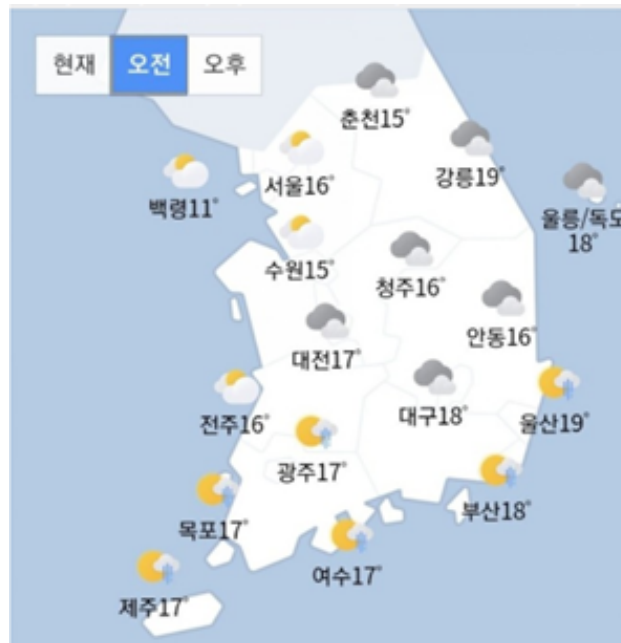 현재 오전 오후
춘천15°
강릉19°
서울16°
백령11°
울릉/독도
18°
수원15°
청주16°
안동16°
대전17°
전주16°
대구18°
울산19°
광주17°
부산18°
목포17°
여수17°
제주17°